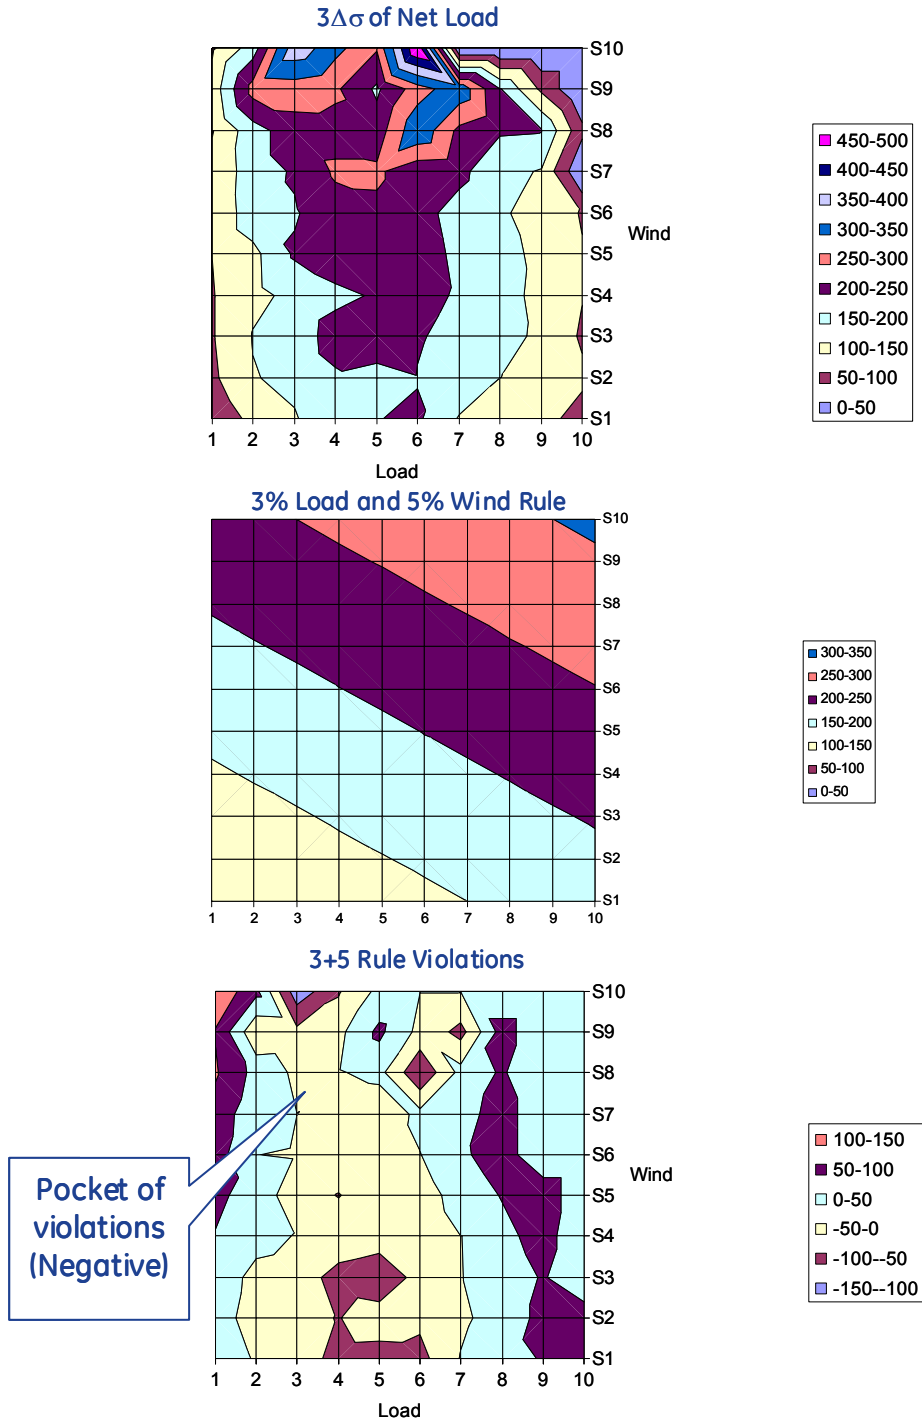 3Δσ of Net Load
S10
S9
S8
S7
S6
S5
S4
S3
S2
S1
Wind
1 2 3 4 5 6 7 8 9 10
Load
450-500
400-450
350-400
300-350
250-300
200-250
150-200
100-150
50-100
0-50
3% Load and 5% Wind Rule
S10
S9
S8
S7
S6
S5
S4
S3
S2
S1
1 2 3 4 5 6 7 8 9 10
300-350
250-300
200-250
150-200
100-150
50-100
0-50
3+5 Rule Violations
S10
S9
S8
S7
S6
S5
S4
S3
S2
S1
Wind
1 2 3 4 5 6 7 8 9 10
Load
Pocket of
violations
(Negative)
100-150
50-100
0-50
-50-0
-100--50
-150--100